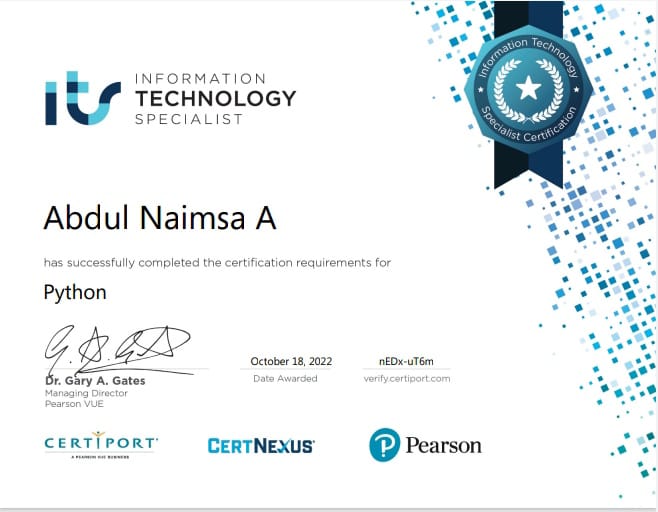 its
INFORMATION
TECHNOLOGY
SPECIALIST
Information Technology
Specialist Certification
Abdul Naimsa A
has successfully completed the certification requirements for
Python
Dr. Gary A. Gates
Managing Director
Pearson VUE
October 18, 2022
Date Awarded
nEDx-uT6m
verify.certiport.com
CERTIPORT
A PEARSON VUE BUSINESS
CERTNEXUS
P Pearson